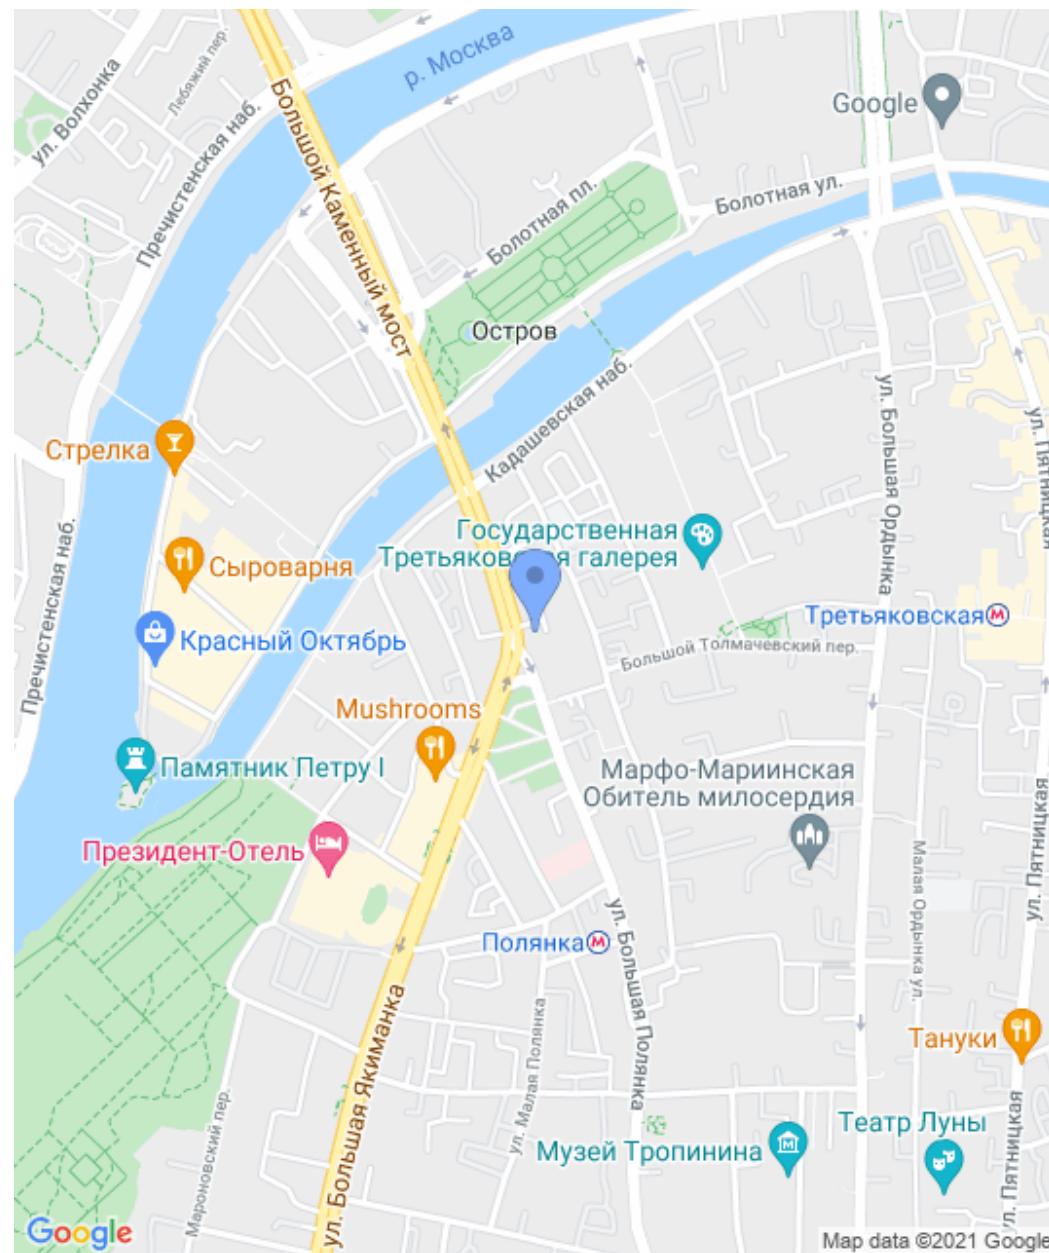 р. Москва
Лебяжий пер.
ул. Волхонка
Пречистенская наб.
Большой Каменный мост
Google
Болотная пл.
Болотная ул.
Остров
Кадашевская наб.
ул. Большая Ордынка
ул. Пятницкая
Стрелка
Государственная
Третьяковская галерея
Сыроварня
Пречистенская наб.
Красный Октябрь
Третьяковская
Большой Толмачевский пер.
Mushrooms
Памятник Петру I
Марфо-Мариинская
Обитель милосердия
Президент-Отель
Малая Ордынка ул.
ул. Пятницкая
Полянка
ул. Большая Полянка
ул. Большая Якиманка
ул. Малая Полянка
Тануки
Мароновский пер.
Музей Тропинина
Театр Луны
ул. Пятницкая
Google
Map data ©2021 Google